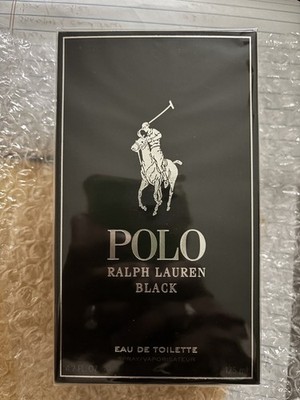 POLO
RALPH LAUREN
BLACK
EAU DE TOILETTE